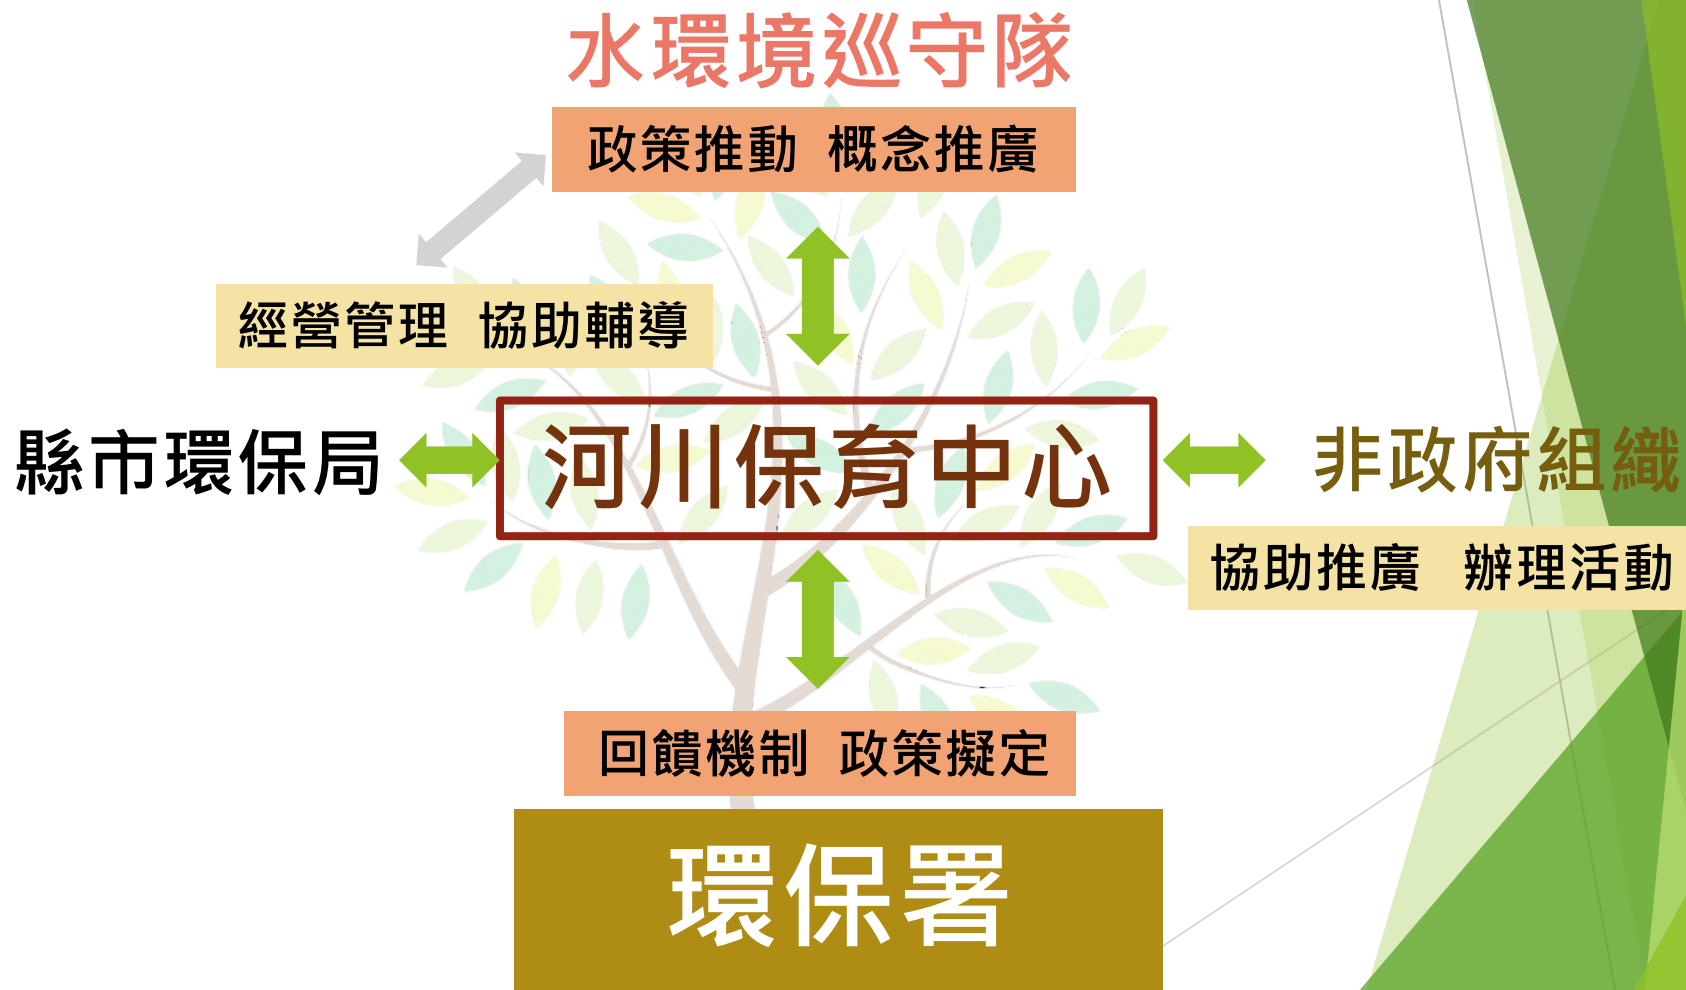 水環境巡守隊
政策推動 概念推廣
經營管理 協助輔導
縣市環保局
河川保育中心
非政府組織
協助推廣 辦理活動
回饋機制 政策擬定
環保署